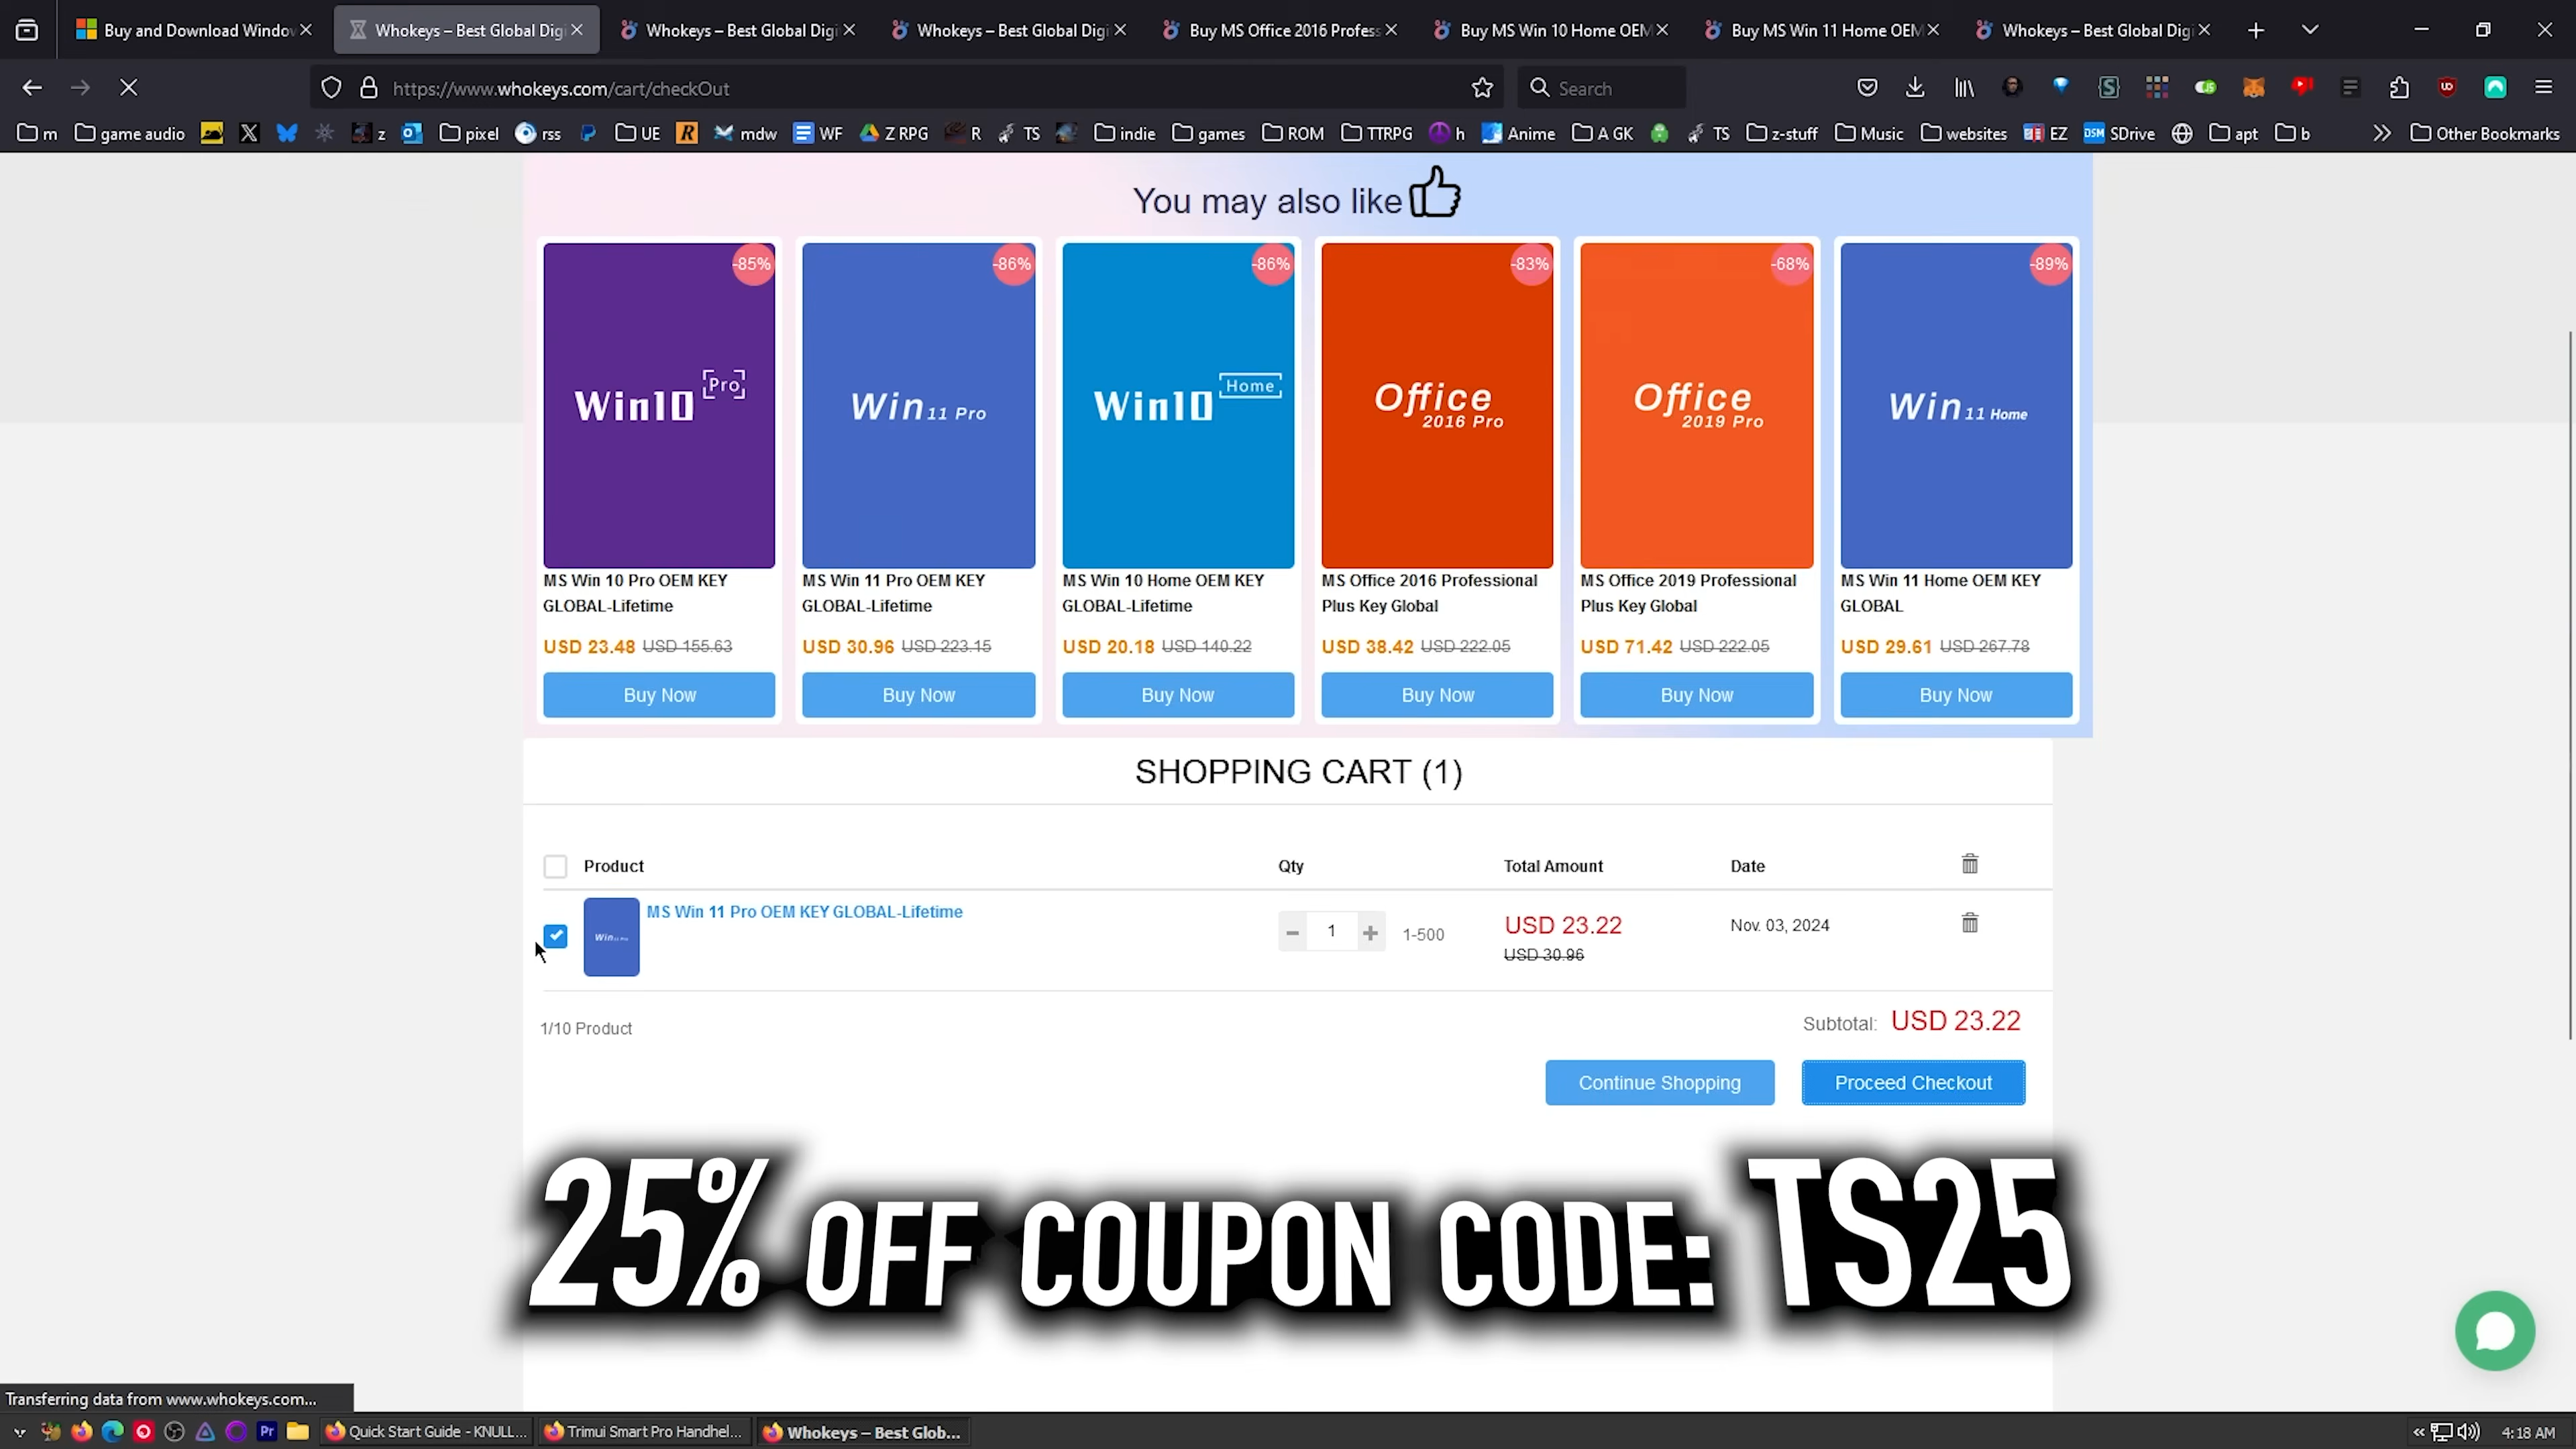 Buy and Download Window
Whokeys – Best Global Digi
Whokeys – Best Global Digi
Whokeys – Best Global Digi
Buy MS Office 2016 Profess
Buy MS Win 10 Home OEM
Buy MS Win 11 Home OEM
Whokeys – Best Global Digi
https://www.whokeys.com/cart/checkOut
Search
m game audio z pixel rss UE mdw WF Z RPG R TS indie games ROM TTRPG h Anime A GK TS z-stuff Music websites EZ SDrive apt b Other Bookmarks
You may also like
-85% -86% -86% -83% -68% -89%
Win10 Pro
Win 11 Pro
Win10 Home
Office 2016 Pro
Office 2019 Pro
Win 11 Home
MS Win 10 Pro OEM KEY
GLOBAL-Lifetime
USD 23.48 USD 155.63
Buy Now
MS Win 11 Pro OEM KEY
GLOBAL-Lifetime
USD 30.96 USD 223.15
Buy Now
MS Win 10 Home OEM KEY
GLOBAL-Lifetime
USD 20.18 USD 140.22
Buy Now
MS Office 2016 Professional
Plus Key Global
USD 38.42 USD 222.05
Buy Now
MS Office 2019 Professional
Plus Key Global
USD 71.42 USD 222.05
Buy Now
MS Win 11 Home OEM KEY
GLOBAL
USD 29.61 USD 267.78
Buy Now
SHOPPING CART (1)
Product Qty Total Amount Date
Win 11 Pro
MS Win 11 Pro OEM KEY GLOBAL-Lifetime
− 1 + 1-500
USD 23.22
USD 30.96
Nov. 03, 2024
1/10 Product
Subtotal: USD 23.22
Continue Shopping
Proceed Checkout
25% OFF COUPON CODE: TS25
Transferring data from www.whokeys.com...
Quick Start Guide - KNULL...
Trimui Smart Pro Handhel...
Whokeys – Best Glob...
4:18 AM